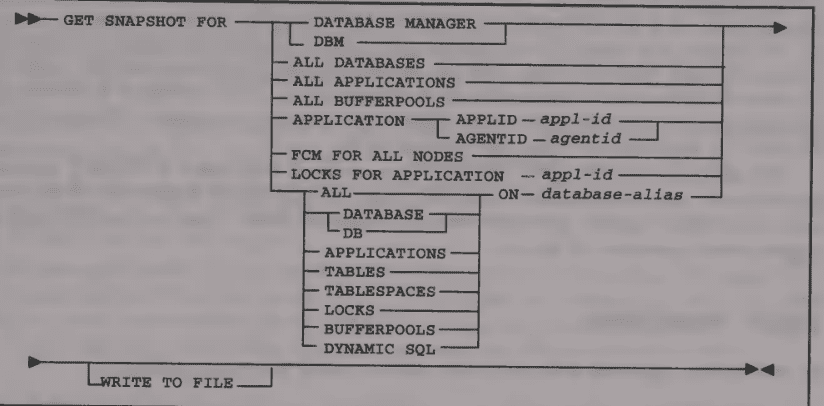 GET SNAPSHOT FOR DATABASE MANAGER
DBM
ALL DATABASES
ALL APPLICATIONS
ALL BUFFERPOOLS
APPLICATION APPLID appl-id
AGENTID agentid
FCM FOR ALL NODES
LOCKS FOR APPLICATION appl-id
ALL ON database-alias
DATABASE
DB
APPLICATIONS
TABLES
TABLESPACES
LOCKS
BUFFERPOOLS
DYNAMIC SQL
WRITE TO FILE